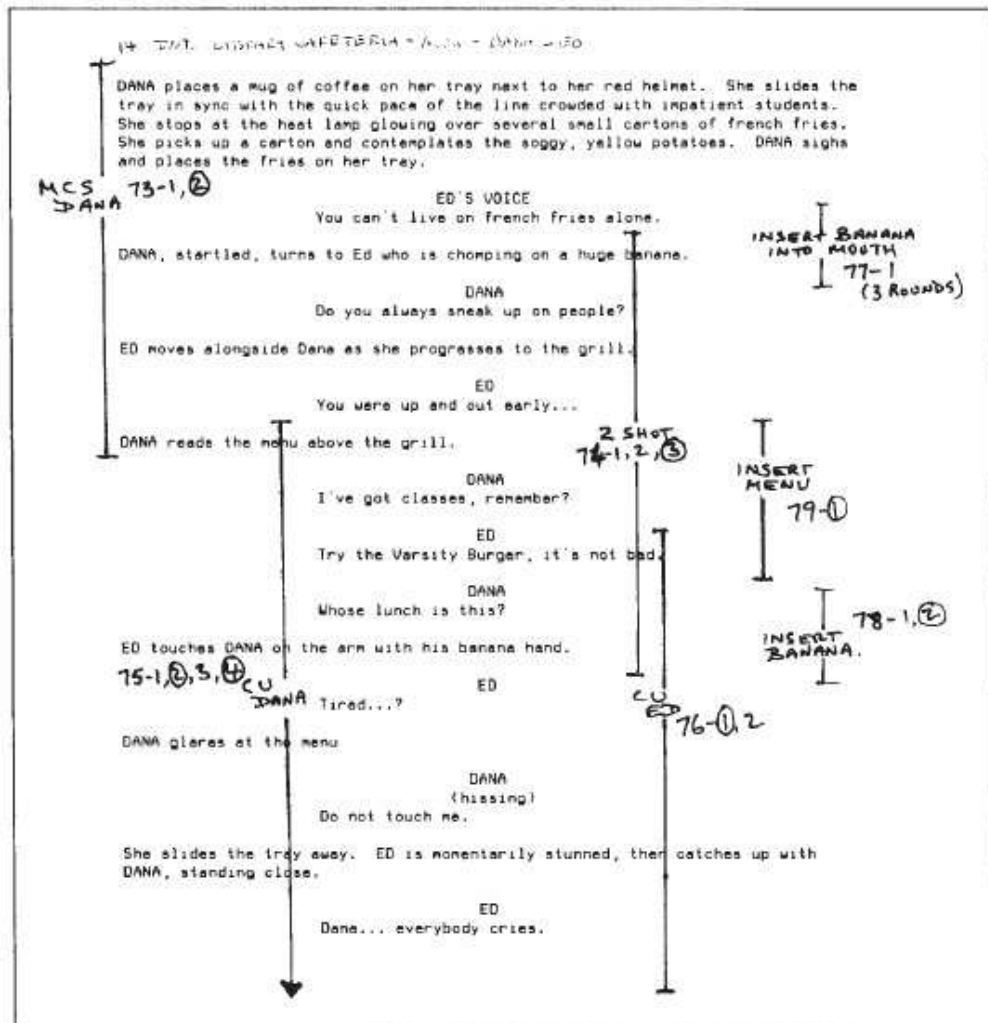 14 INT. CAFETERIA - - DANA - ED
DANA places a mug of coffee on her tray next to her red helmet. She slides the
tray in sync with the quick pace of the line crowded with impatient students.
She stops at the heat lamp glowing over several small cartons of french fries.
She picks up a carton and contemplates the soggy, yellow potatoes. DANA sighs
and places the fries on her tray.
MCS
DANA 73-1, 2
ED'S VOICE
You can't live on french fries alone.
INSERT BANANA
INTO MOUTH
77-1
(3 ROUNDS)
DANA, startled, turns to Ed who is chomping on a huge banana.
DANA
Do you always sneak up on people?
ED moves alongside Dana as she progresses to the grill.
ED
You were up and out early...
2 SHOT
74-1, 2, 3
DANA reads the menu above the grill.
INSERT
MENU
79-1
DANA
I've got classes, remember?
ED
Try the Varsity Burger, it's not bad.
DANA
Whose lunch is this?
78-1, 2
INSERT
BANANA.
ED touches DANA on the arm with his banana hand.
75-1, 2, 3, 4
CU
DANA
ED
Tired...?
CU
ED
76-1, 2
DANA glares at the menu
DANA
(hissing)
Do not touch me.
She slides the tray away. ED is momentarily stunned, then catches up with
DANA, standing close.
ED
Dana... everybody cries.